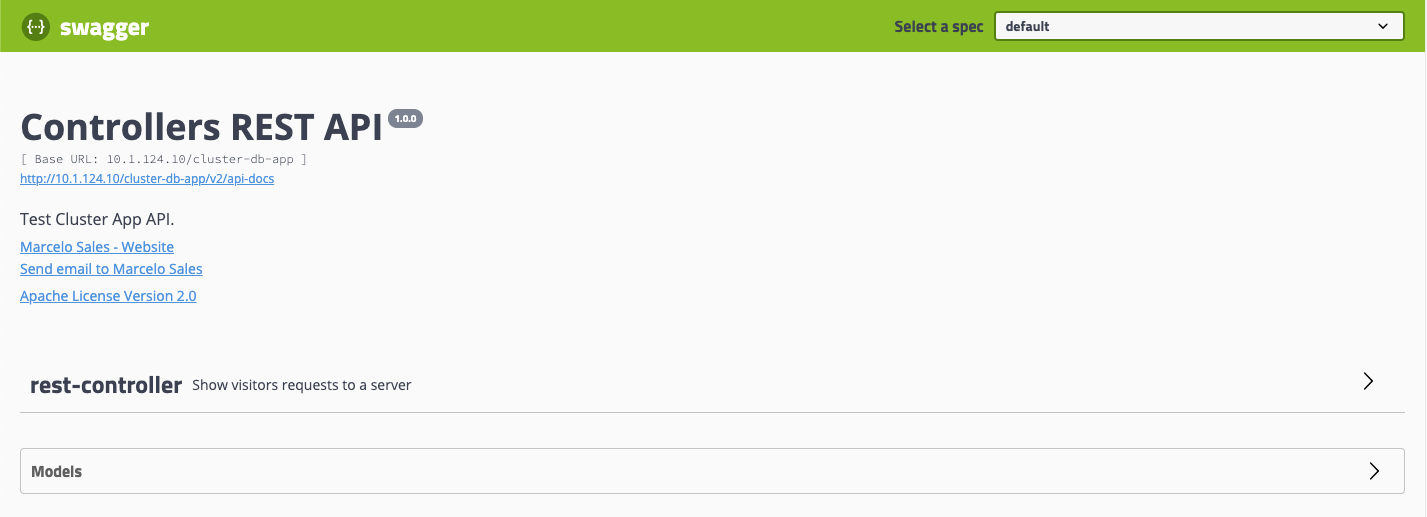 {···} swagger
Select a spec default
Controllers REST API 1.0.0
[ Base URL: 10.1.124.10/cluster-db-app ]
http://10.1.124.10/cluster-db-app/v2/api-docs
Test Cluster App API.
Marcelo Sales - Website
Send email to Marcelo Sales
Apache License Version 2.0
rest-controller Show visitors requests to a server
Models